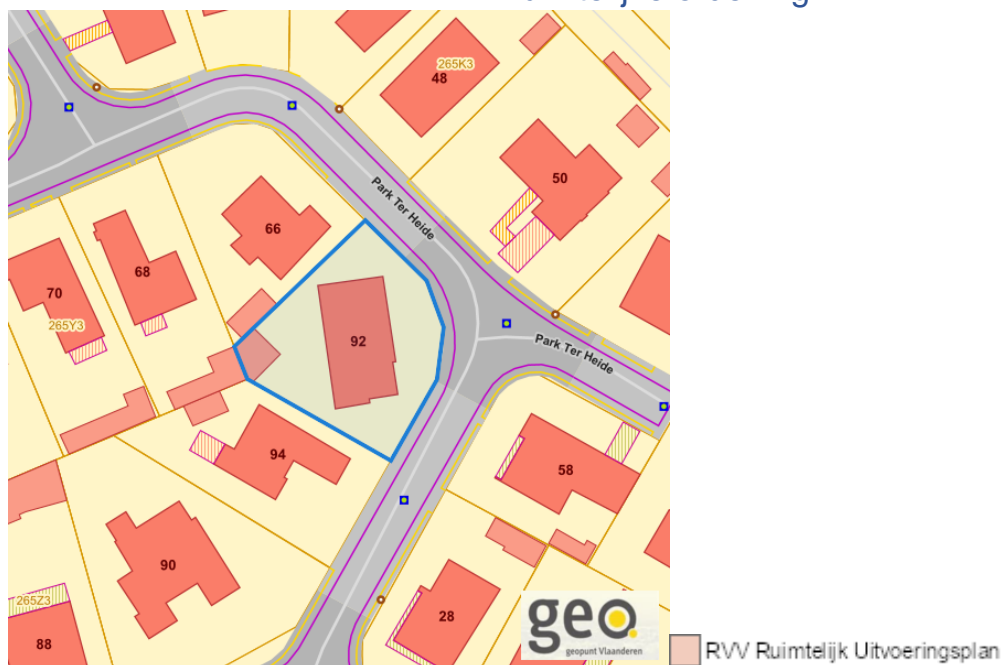 48
265K3
50
Park Ter Heide
66
68
70
265Y3
92
Park Ter Heide
94
58
90
265Z3
88
28
geo.
geopunt Vlaanderen
RVV Ruimtelijk Uitvoeringsplan